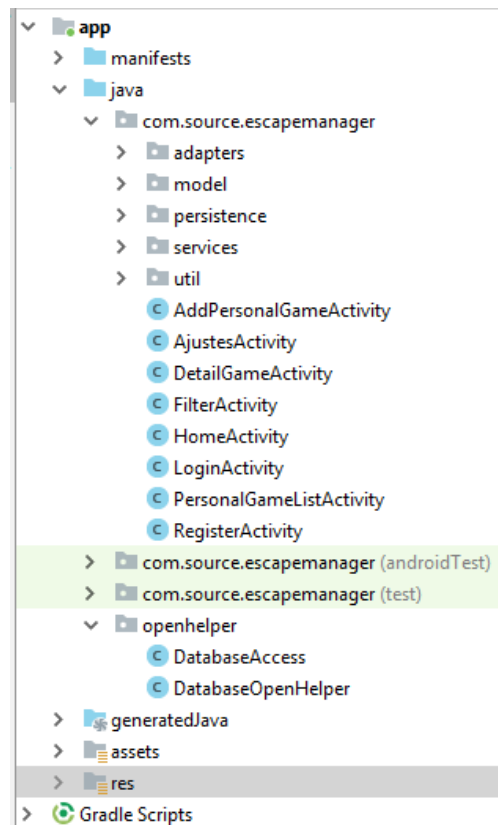 app
manifests
java
com.source.escapemanager
adapters
model
persistence
services
util
AddPersonalGameActivity
AjustesActivity
DetailGameActivity
FilterActivity
HomeActivity
LoginActivity
PersonalGameListActivity
RegisterActivity
com.source.escapemanager (androidTest)
com.source.escapemanager (test)
openhelper
DatabaseAccess
DatabaseOpenHelper
generatedJava
assets
res
Gradle Scripts